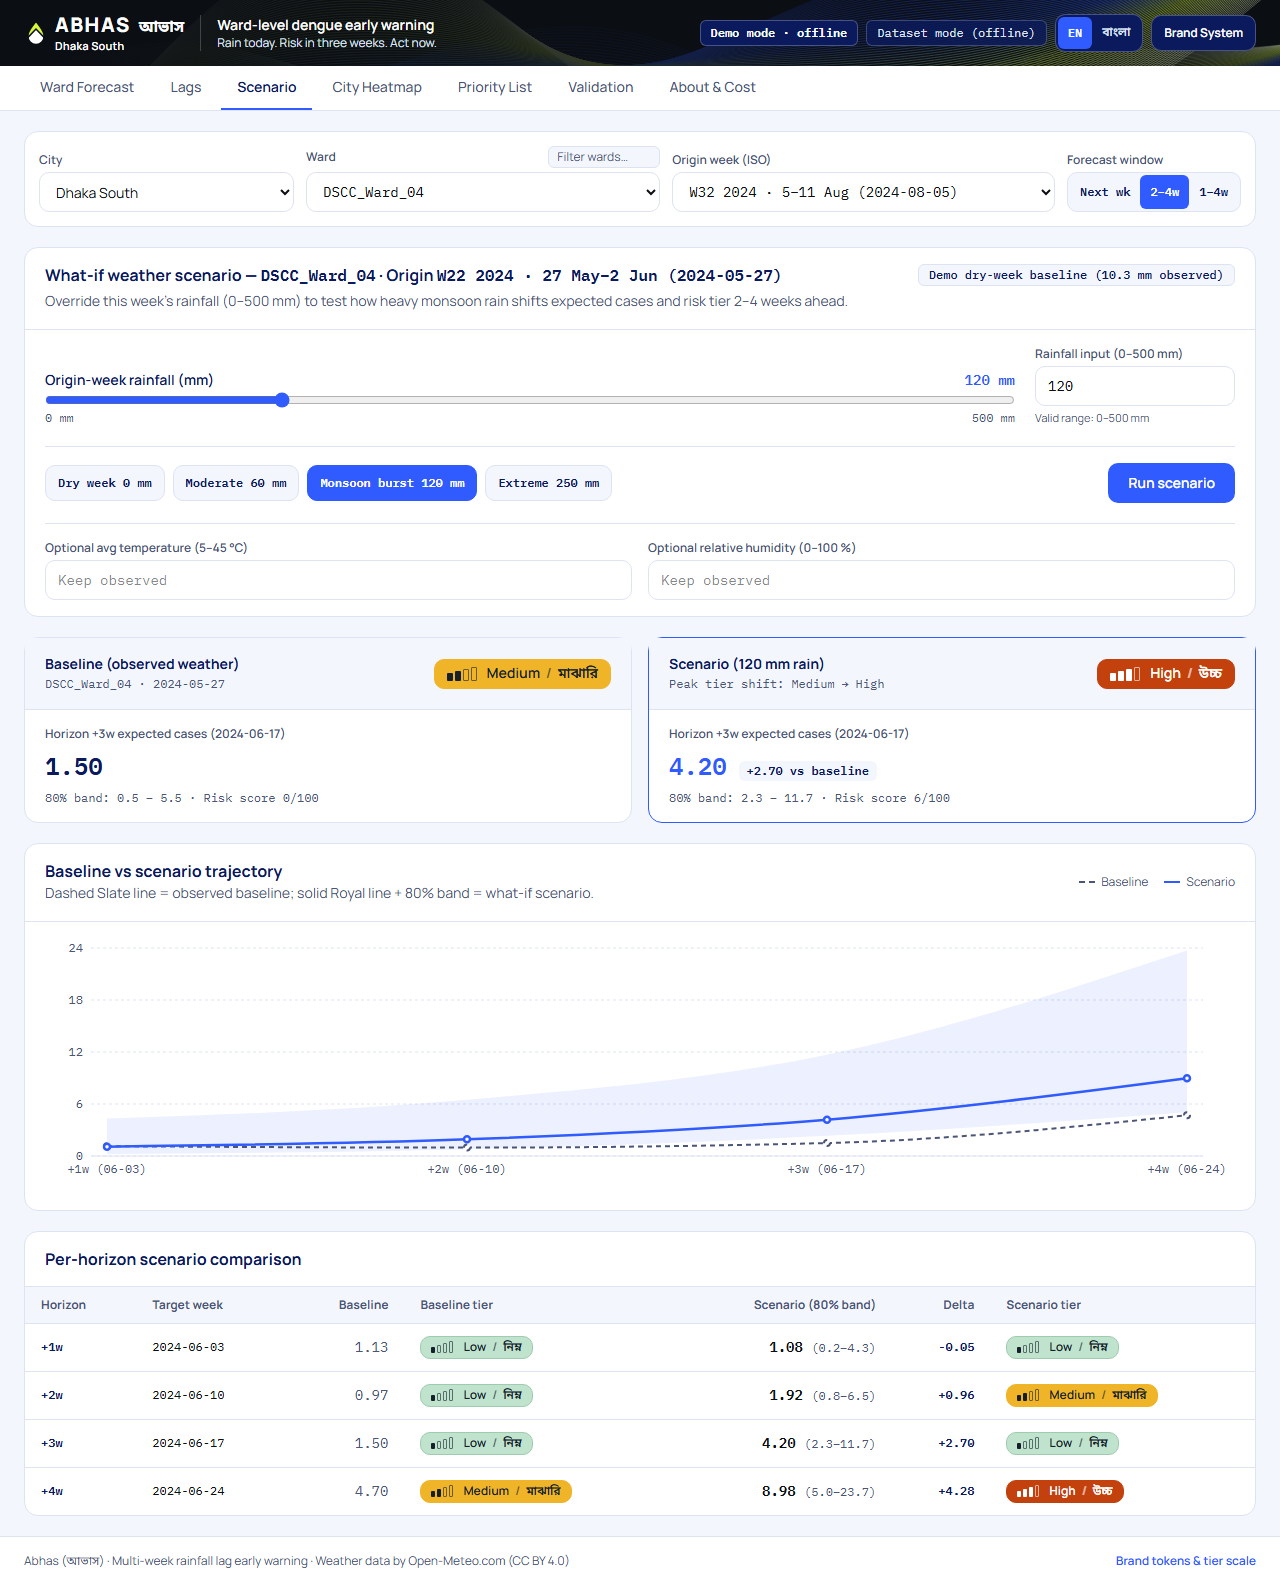 ABHAS আভাস
Dhaka South
Ward-level dengue early warning
Rain today. Risk in three weeks. Act now.
Demo mode · offline
Dataset mode (offline)
EN
বাংলা
Brand System
Ward Forecast
Lags
Scenario
City Heatmap
Priority List
Validation
About & Cost
City
Ward
Filter wards…
Origin week (ISO)
Forecast window
Dhaka South
DSCC_Ward_04
W32 2024 · 5–11 Aug (2024-08-05)
Next wk
2–4w
1–4w
What-if weather scenario — DSCC_Ward_04 · Origin W22 2024 · 27 May–2 Jun (2024-05-27)
Demo dry-week baseline (10.3 mm observed)
Override this week's rainfall (0–500 mm) to test how heavy monsoon rain shifts expected cases and risk tier 2–4 weeks ahead.
Rainfall input (0–500 mm)
Origin-week rainfall (mm)
120 mm
120
0 mm
500 mm
Valid range: 0–500 mm
Dry week 0 mm
Moderate 60 mm
Monsoon burst 120 mm
Extreme 250 mm
Run scenario
Optional avg temperature (5–45 °C)
Optional relative humidity (0–100 %)
Keep observed
Keep observed
Baseline (observed weather)
DSCC_Ward_04 · 2024-05-27
Medium / মাঝারি
Horizon +3w expected cases (2024-06-17)
1.50
80% band: 0.5 – 5.5 · Risk score 0/100
Scenario (120 mm rain)
Peak tier shift: Medium → High
High / উচ্চ
Horizon +3w expected cases (2024-06-17)
4.20 +2.70 vs baseline
80% band: 2.3 – 11.7 · Risk score 6/100
Baseline vs scenario trajectory
Dashed Slate line = observed baseline; solid Royal line + 80% band = what-if scenario.
Baseline
Scenario
24
18
12
6
0
+1w (06-03)
+2w (06-10)
+3w (06-17)
+4w (06-24)
Per-horizon scenario comparison
Horizon Target week Baseline Baseline tier Scenario (80% band) Delta Scenario tier
+1w 2024-06-03 1.13 Low / নিম্ন 1.08 (0.2–4.3) -0.05 Low / নিম্ন
+2w 2024-06-10 0.97 Low / নিম্ন 1.92 (0.8–6.5) +0.96 Medium / মাঝারি
+3w 2024-06-17 1.50 Low / নিম্ন 4.20 (2.3–11.7) +2.70 Low / নিম্ন
+4w 2024-06-24 4.70 Medium / মাঝারি 8.98 (5.0–23.7) +4.28 High / উচ্চ
Abhas (আভাস) · Multi-week rainfall lag early warning · Weather data by Open-Meteo.com (CC BY 4.0)
Brand tokens & tier scale